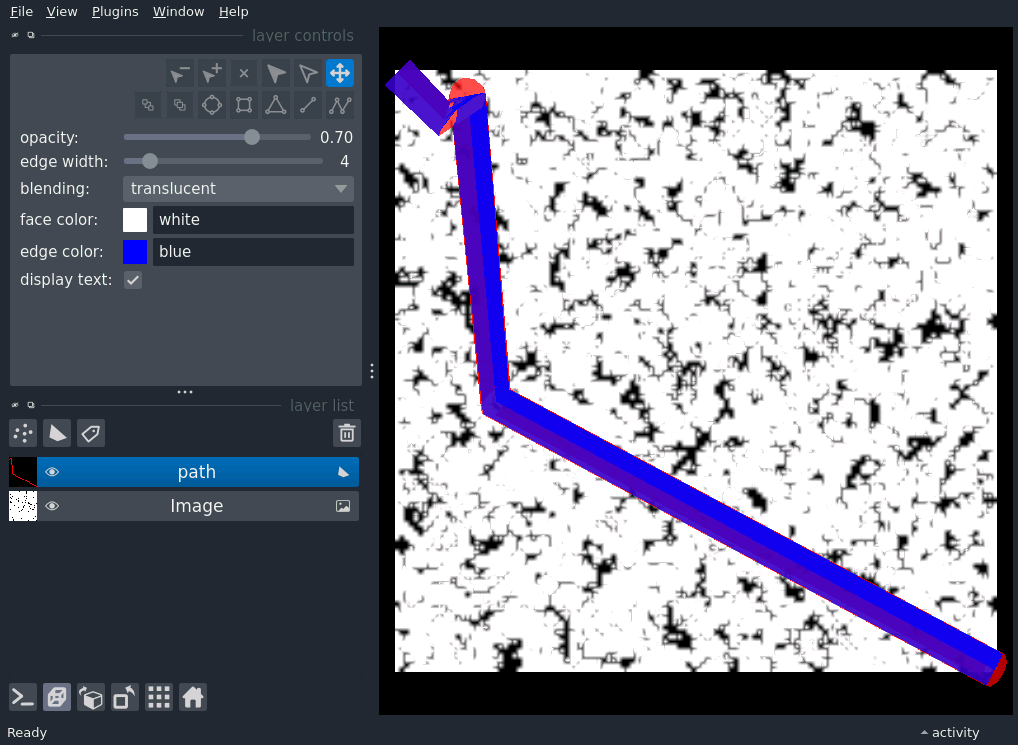 File View Plugins Window Help
layer controls
opacity: 0.70
edge width: 4
blending: translucent
face color: white
edge color: blue
display text:
layer list
path
Image
Ready
activity